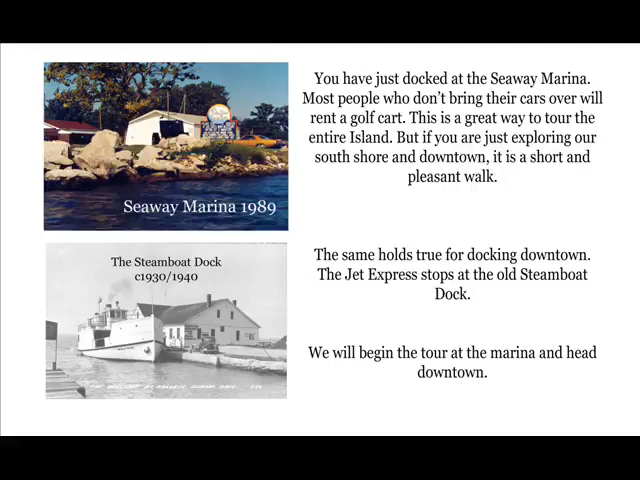 You have just docked at the Seaway Marina.
Most people who don’t bring their cars over will
rent a golf cart. This is a great way to tour the
entire Island. But if you are just exploring our
south shore and downtown, it is a short and
pleasant walk.
Seaway Marina 1989
The Steamboat Dock
c1930/1940
The same holds true for docking downtown.
The Jet Express stops at the old Steamboat
Dock.
We will begin the tour at the marina and head
downtown.